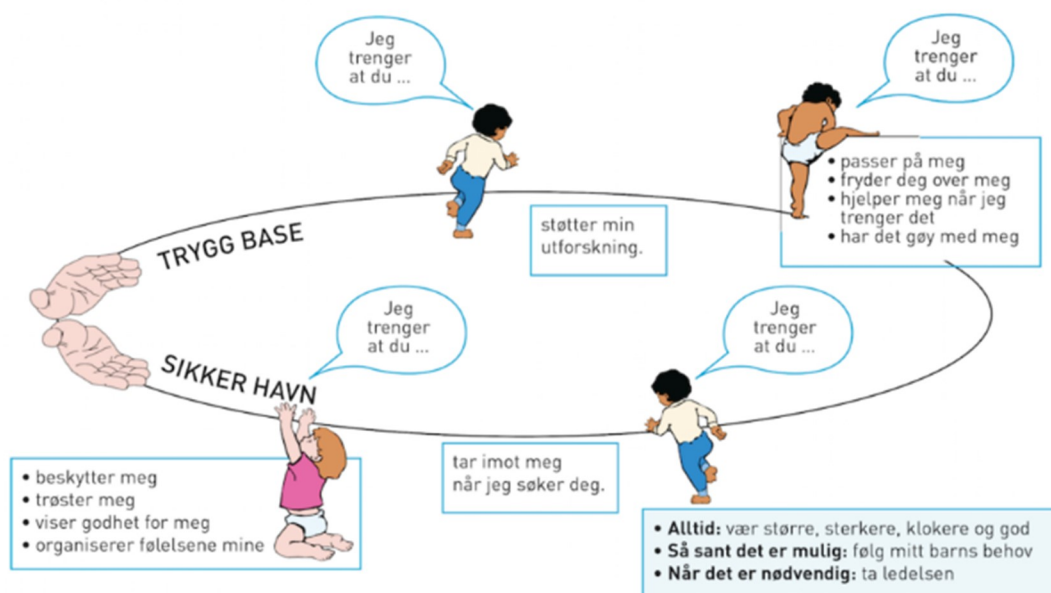 Jeg
trenger
at du ...
Jeg
trenger
at du ...
• passer på meg
• fryder deg over meg
• hjelper meg når jeg
trenger det
• har det gøy med meg
støtter min
utforskning.
TRYGG BASE
SIKKER HAVN
Jeg
trenger
at du ...
Jeg
trenger
at du ...
• beskytter meg
• trøster meg
• viser godhet for meg
• organiserer følelsene mine
tar imot meg
når jeg søker deg.
• Alltid: vær større, sterkere, klokere og god
• Så sant det er mulig: følg mitt barns behov
• Når det er nødvendig: ta ledelsen